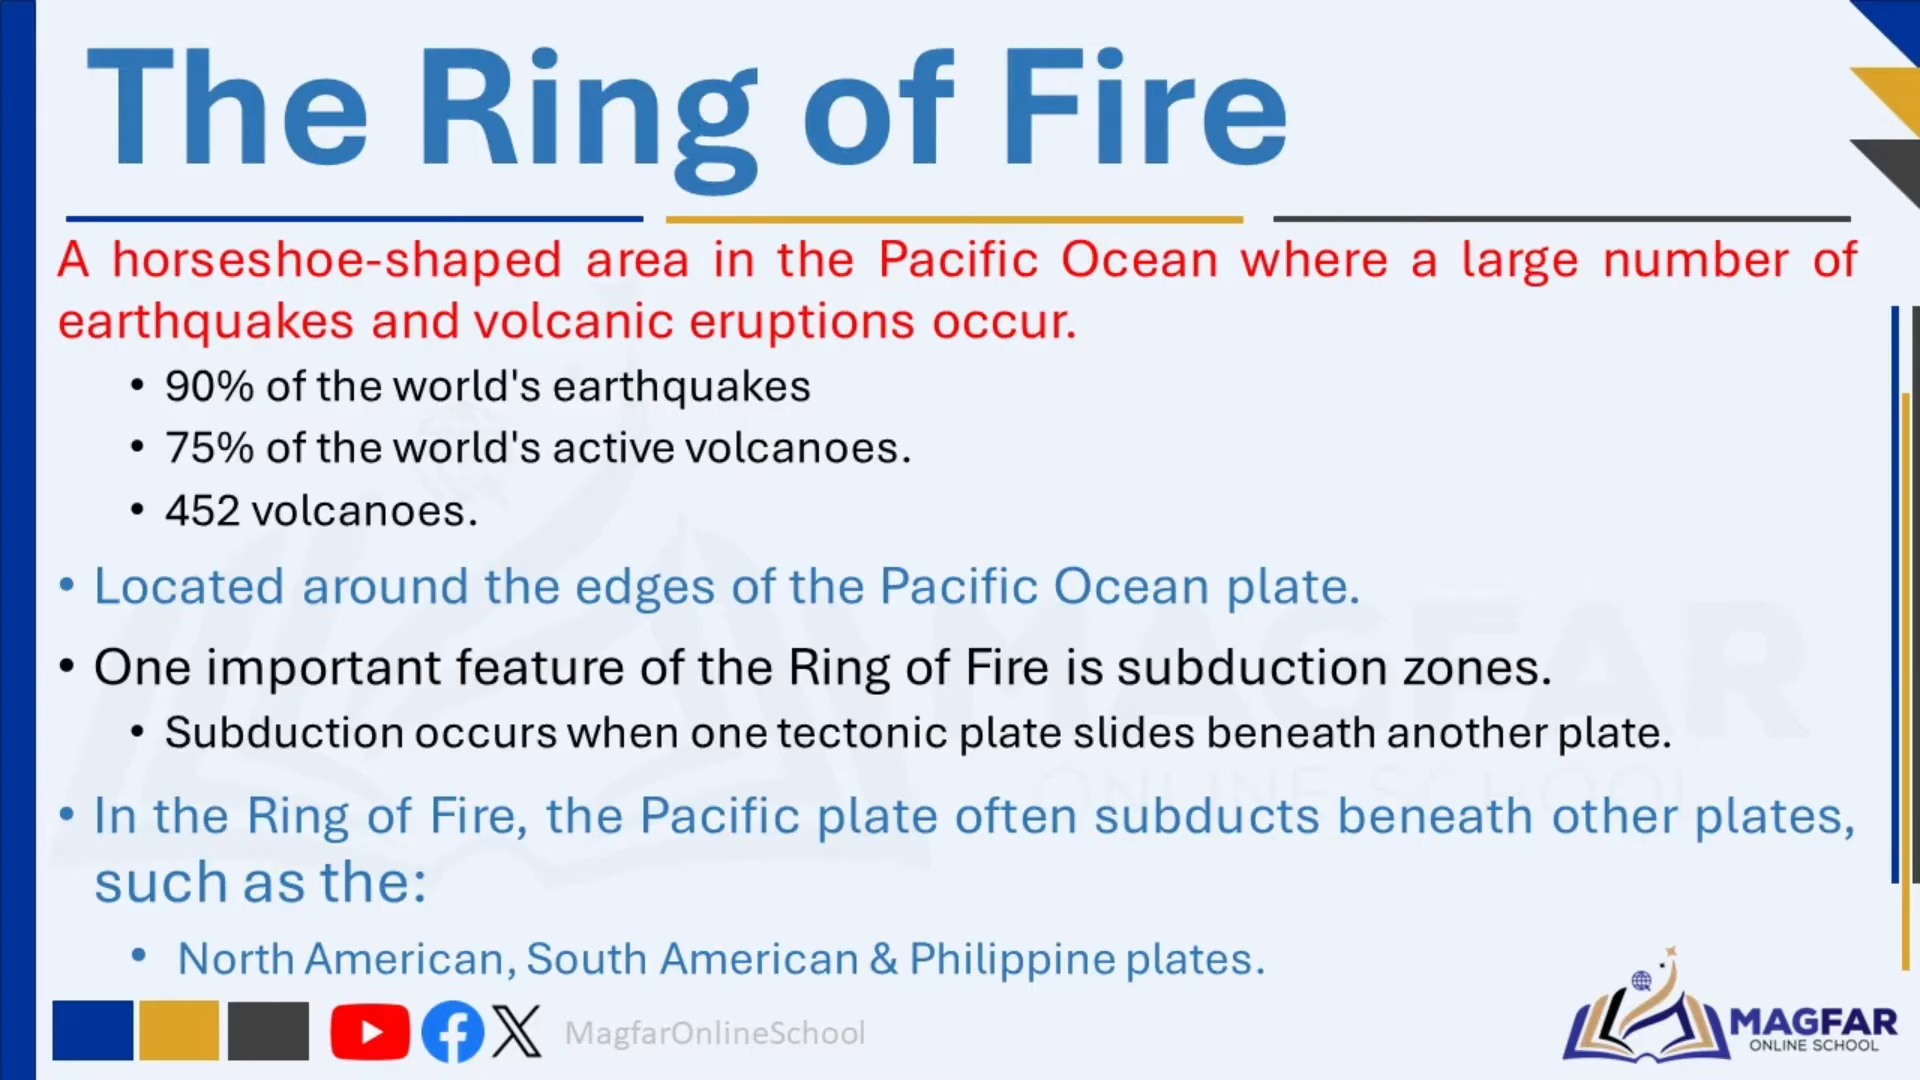 The Ring of Fire
A horseshoe-shaped area in the Pacific Ocean where a large number of
earthquakes and volcanic eruptions occur.
• 90% of the world's earthquakes
• 75% of the world's active volcanoes.
• 452 volcanoes.
• Located around the edges of the Pacific Ocean plate.
• One important feature of the Ring of Fire is subduction zones.
• Subduction occurs when one tectonic plate slides beneath another plate.
• In the Ring of Fire, the Pacific plate often subducts beneath other plates,
such as the:
• North American, South American & Philippine plates.
MagfarOnlineSchool
MAGFAR
ONLINE SCHOOL
MAGFAR
ONLINE SCHOOL